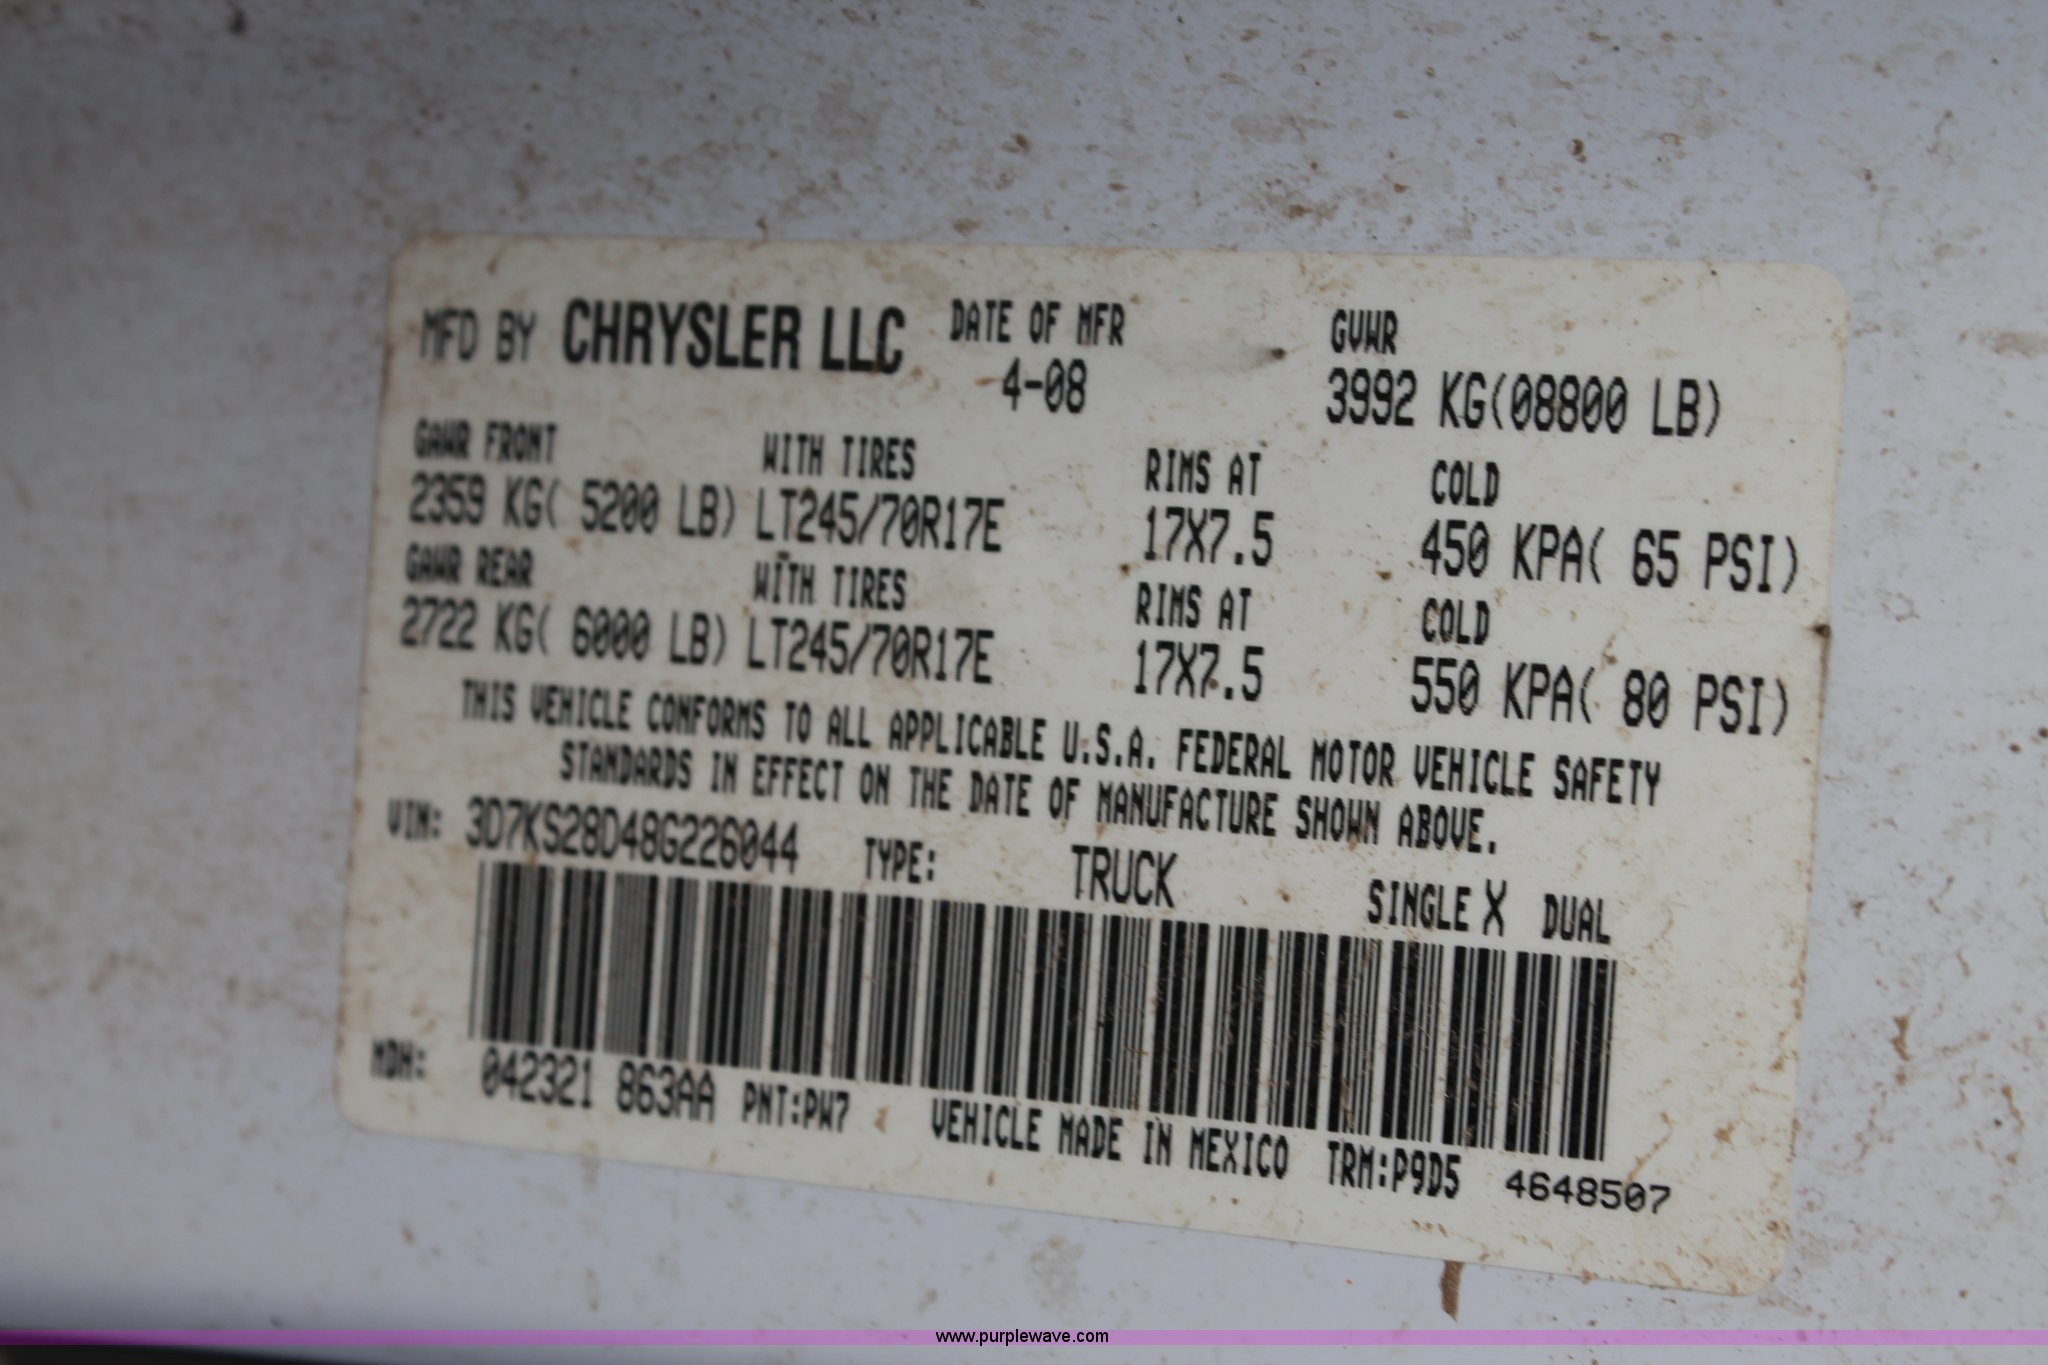 MFD BY CHRYSLER LLC DATE OF MFR GVWR
4-08 3992 KG(08800 LB)
GAWR FRONT WITH TIRES RIMS AT COLD
2359 KG( 5200 LB) LT245/70R17E 17X7.5 450 KPA( 65 PSI)
GAWR REAR WITH TIRES RIMS AT COLD
2722 KG( 6000 LB) LT245/70R17E 17X7.5 550 KPA( 80 PSI)
THIS VEHICLE CONFORMS TO ALL APPLICABLE U.S.A. FEDERAL MOTOR VEHICLE SAFETY
STANDARDS IN EFFECT ON THE DATE OF MANUFACTURE SHOWN ABOVE.
VIN: 3D7KS28D48G226044 TYPE: TRUCK SINGLE X DUAL
MDH: 042321 863AA PNT:PW7 VEHICLE MADE IN MEXICO TRM:P9D5 4648507
www.purplewave.com